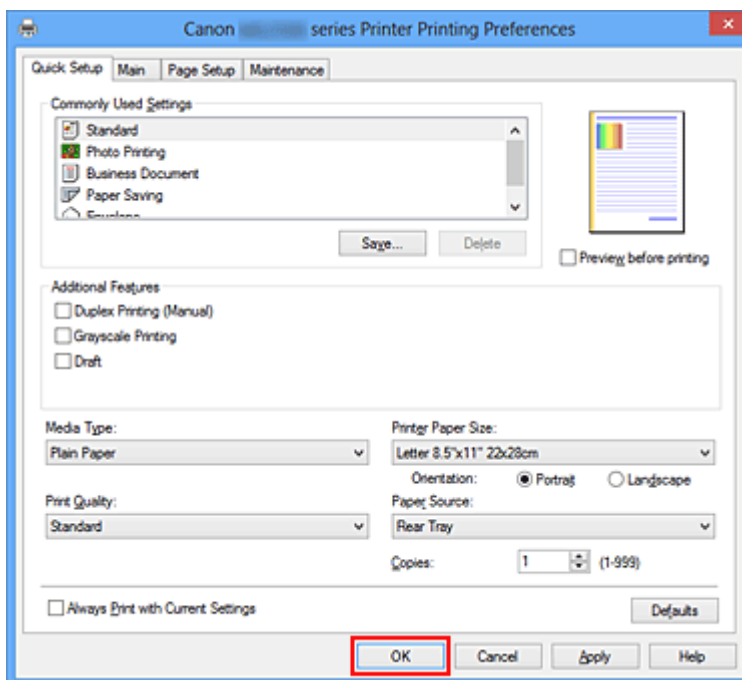 Canon series Printer Printing Preferences
Quick Setup Main Page Setup Maintenance
Commonly Used Settings
Standard
Photo Printing
Business Document
Paper Saving
Envelope
Save... Delete
Preview before printing
Additional Features
Duplex Printing (Manual)
Grayscale Printing
Draft
Media Type:
Plain Paper
Printer Paper Size:
Letter 8.5"x11" 22x28cm
Orientation: Portrait Landscape
Print Quality:
Standard
Paper Source:
Rear Tray
Copies: 1 (1-999)
Always Print with Current Settings
Defaults
OK Cancel Apply Help